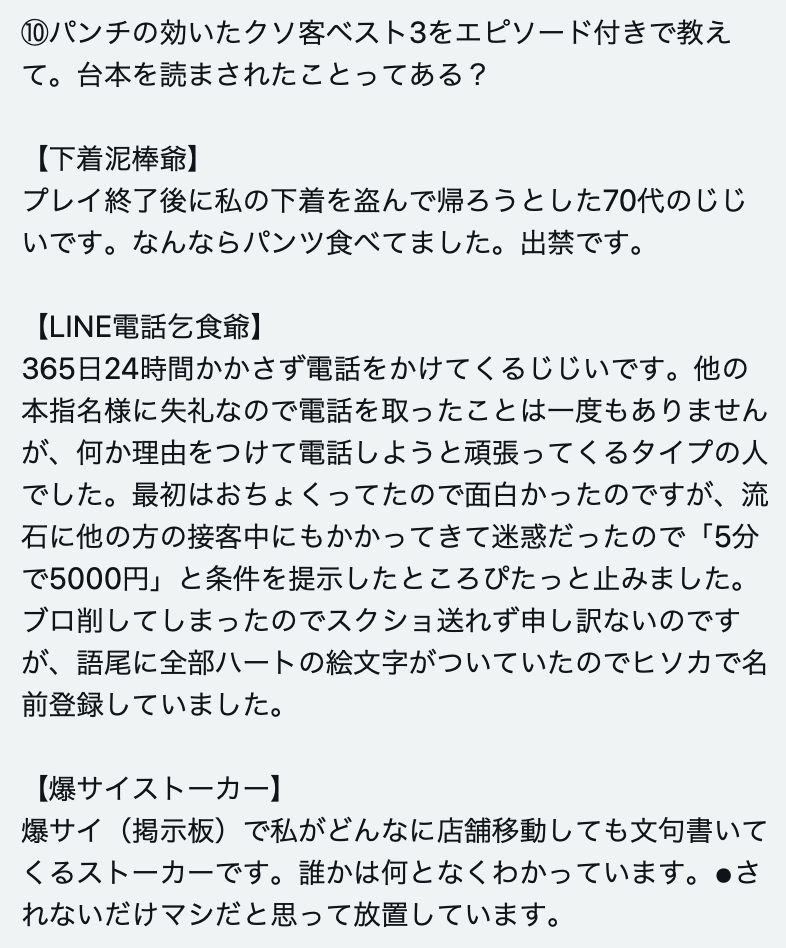 ⑩パンチの効いたクソ客ベスト3をエピソード付きで教え
て。台本を読まされたことってある？
【下着泥棒爺】
プレイ終了後に私の下着を盗んで帰ろうとした70代のじじ
いです。なんならパンツ食べてました。出禁です。
【LINE電話乞食爺】
365日24時間かかさず電話をかけてくるじじいです。他の
本指名様に失礼なので電話を取ったことは一度もありません
が、何か理由をつけて電話しようと頑張ってくるタイプの人
でした。最初はおちょくってたので面白かったのですが、流
石に他の方の接客中にもかかってきて迷惑だったので「5分
で5000円」と条件を提示したところぴたっと止みました。
ブロ削してしまったのでスクショ送れず申し訳ないのです
が、語尾に全部ハートの絵文字がついていたのでヒソカで名
前登録していました。
【爆サイストーカー】
爆サイ（掲示板）で私がどんなに店舗移動しても文句書いて
くるストーカーです。誰かは何となくわかっています。●さ
れないだけマシだと思って放置しています。